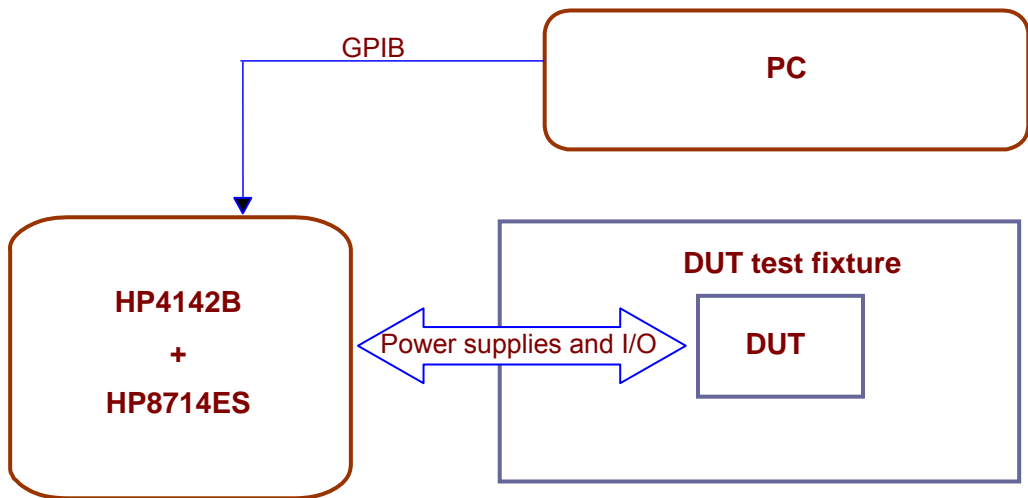 GPIB
PC
DUT test fixture
HP4142B
+
HP8714ES
Power supplies and I/O
DUT